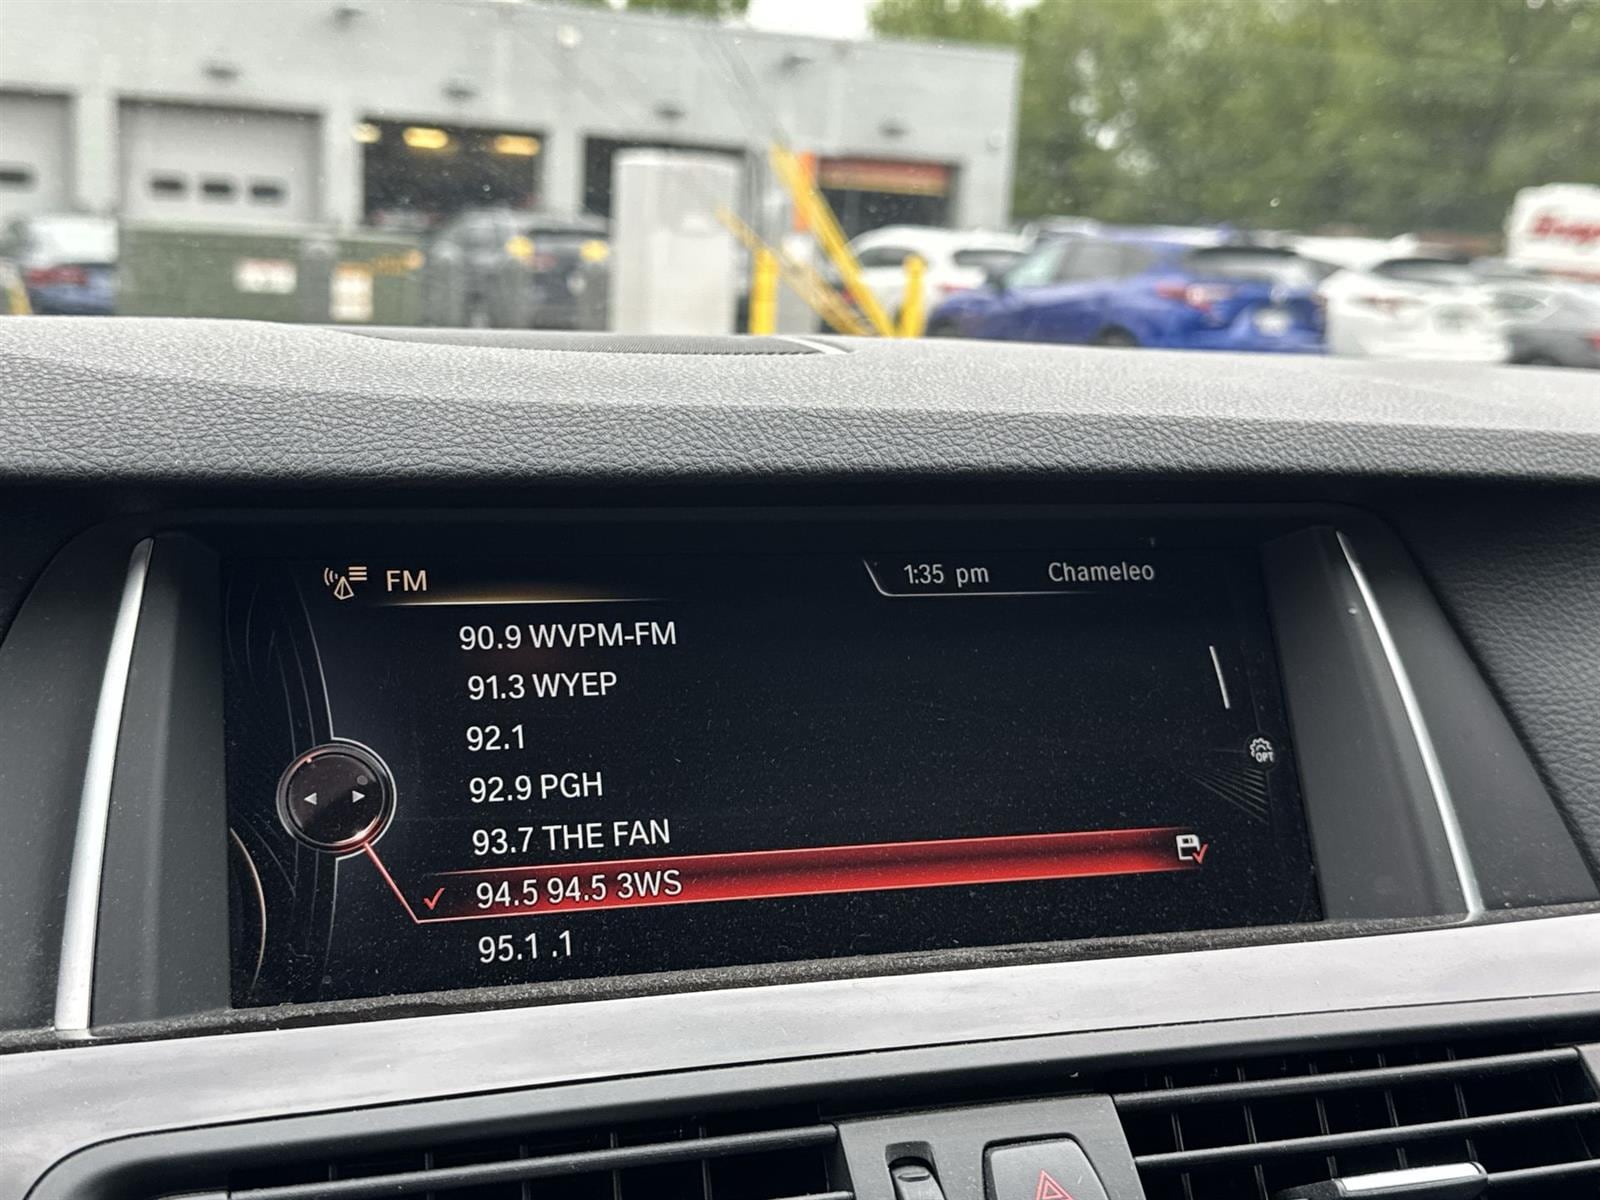 FM
1:35 pm Chameleo
90.9 WVPM-FM
91.3 WYEP
92.1
92.9 PGH
93.7 THE FAN
94.5 94.5 3WS
95.1 .1
OPT